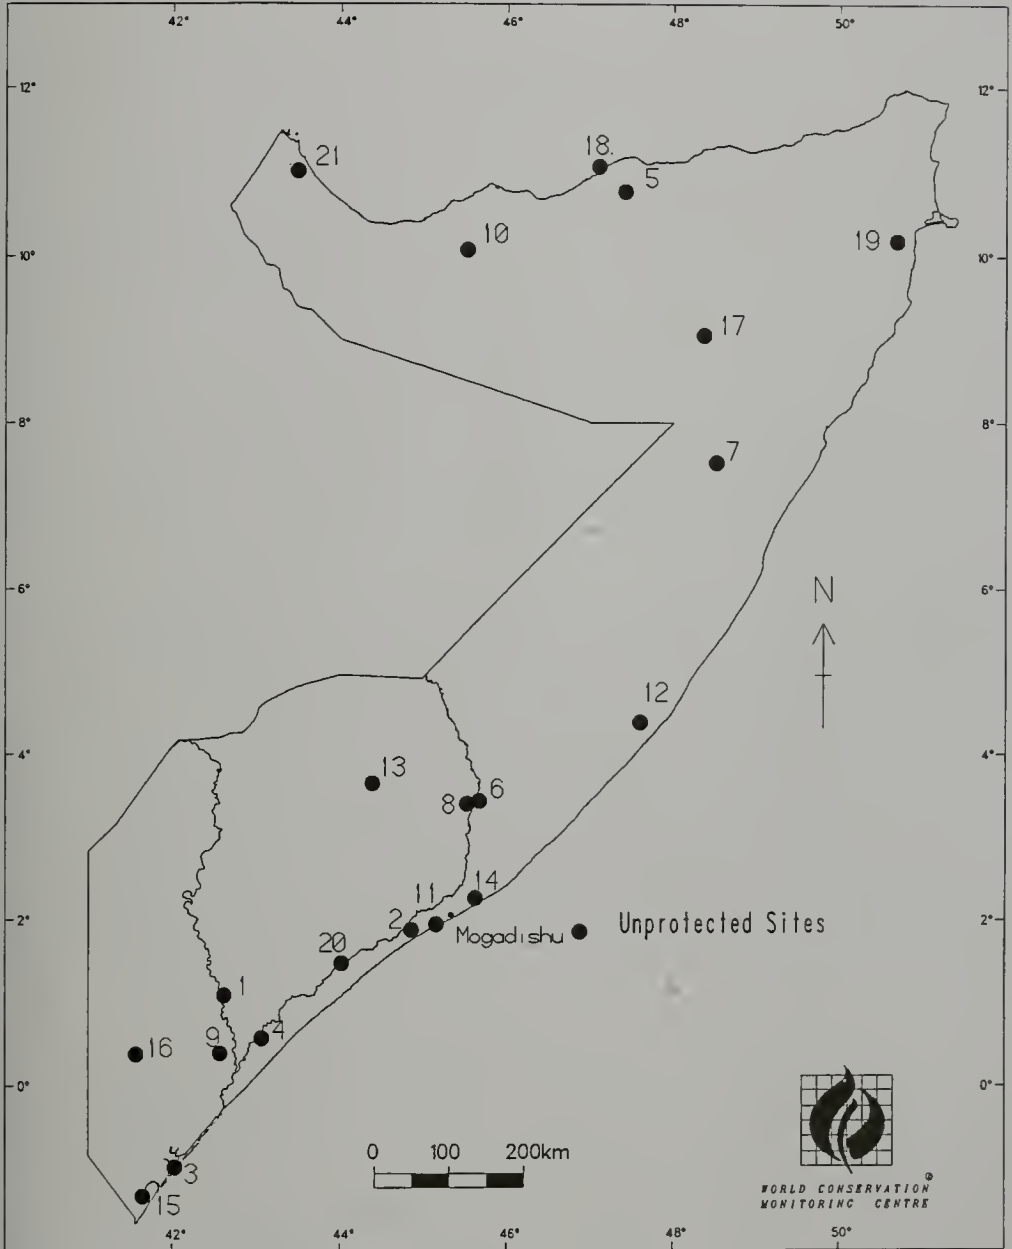 42° 44° 46° 48° 50°
12° 12°
21 18. 5
10 19
10° 10°
17
8° 8°
7
6° N 6°
12
4° 4°
13 8 6
11 14
2° 2 Mogadishu Unprotected Sites 2°
20
1
16 9 4
0° 0°
0 100 200km
3
15
WORLD CONSERVATION
MONITORING CENTRE
42° 44° 46° 48° 50°